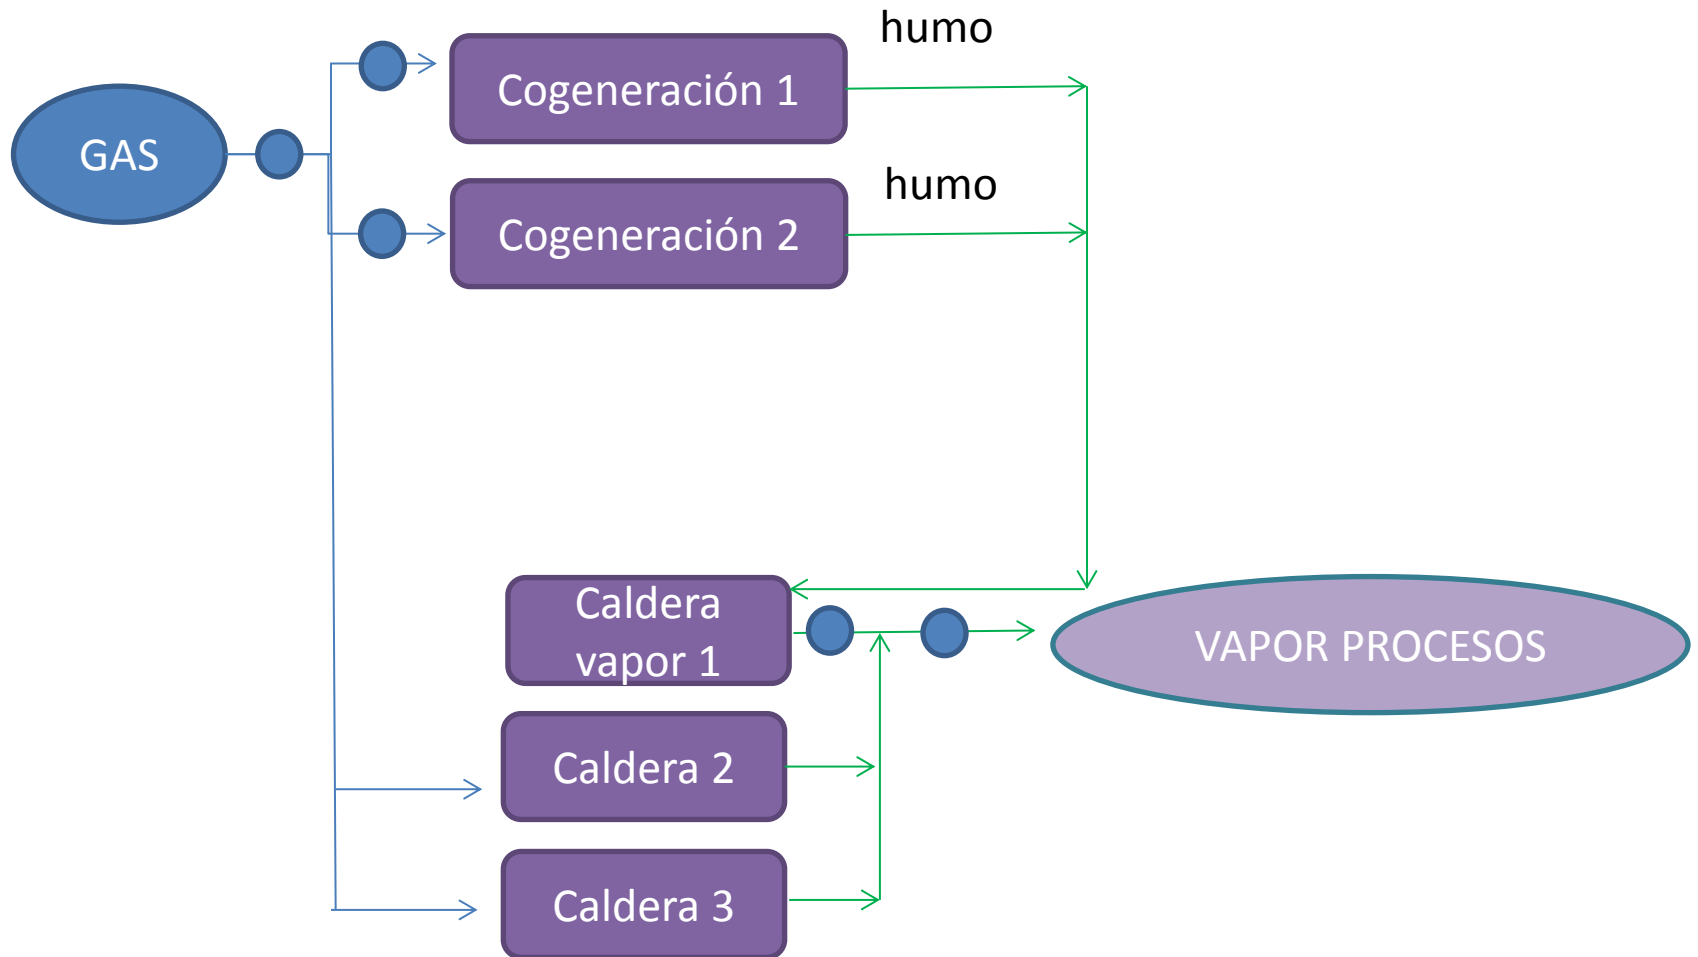 humo
Cogeneración 1
GAS
humo
Cogeneración 2
Caldera
vapor 1
VAPOR PROCESOS
Caldera 2
Caldera 3